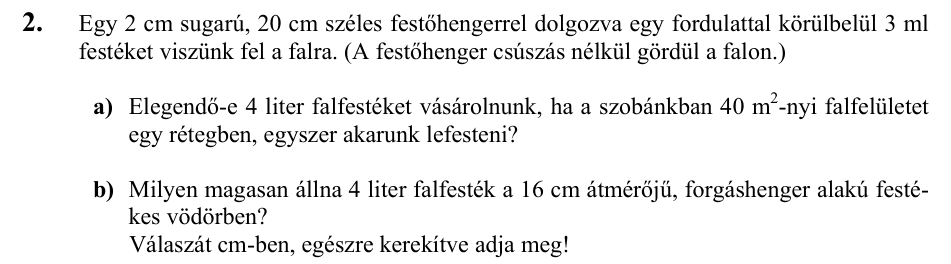 2. Egy 2 cm sugarú, 20 cm széles festőhengerrel dolgozva egy fordulattal körülbelül 3 ml
festéket viszünk fel a falra. (A festőhenger csúszás nélkül gördül a falon.)
a) Elegendő-e 4 liter falfestéket vásárolnunk, ha a szobánkban 40 m²-nyi falfelületet
egy rétegben, egyszer akarunk lefesteni?
b) Milyen magasan állna 4 liter falfesték a 16 cm átmérőjű, forgáshenger alakú festé-
kes vödörben?
Válaszát cm-ben, egészre kerekítve adja meg!